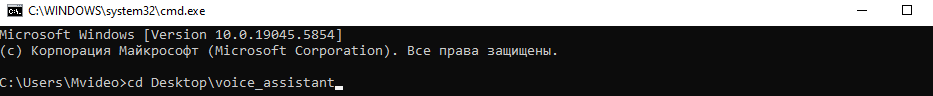 C:\WINDOWS\system32\cmd.exe
Microsoft Windows [Version 10.0.19045.5854]
(c) Корпорация Майкрософт (Microsoft Corporation). Все права защищены.
C:\Users\Mvideo>cd Desktop\voice_assistant